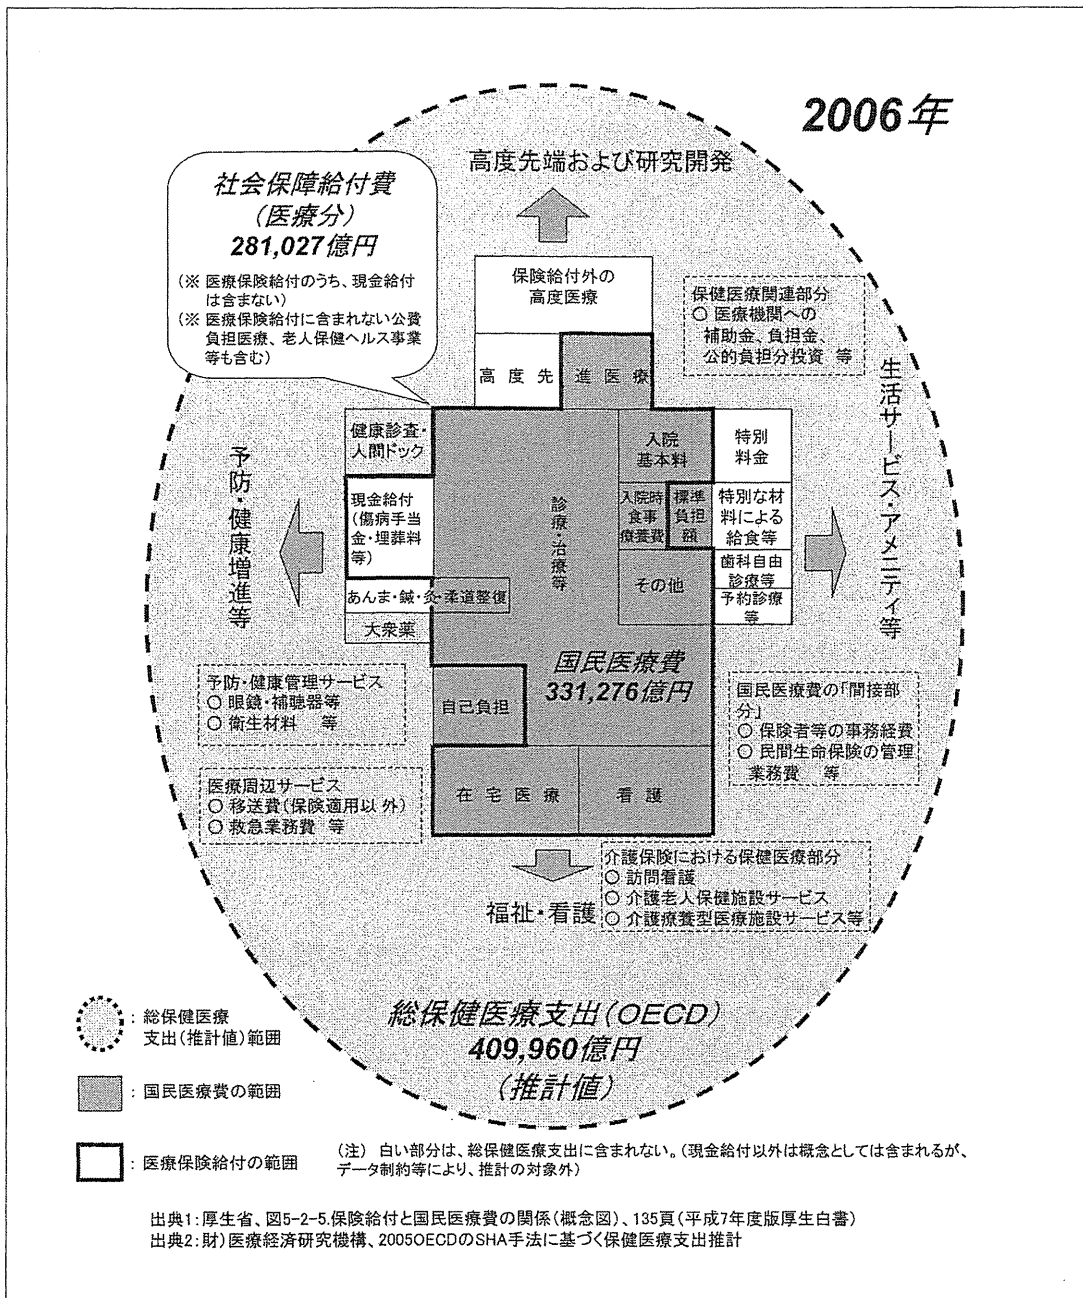 2006年
高度先端および研究開発
社会保障給付費
(医療分)
281,027億円
(※ 医療保険給付のうち、現金給付
は含まない)
(※ 医療保険給付に含まれない公費
負担医療、老人保健ヘルス事業
等も含む)
保険給付外の
高度医療
高度先進医療
保健医療関連部分
○ 医療機関への
補助金、負担金、
公的負担分投資 等
生活サービス・アメニティ等
予防・健康増進等
健康診査・
人間ドック
現金給付
(傷病手当
金・埋葬料
等)
あんま・鍼・灸・柔道整復
大衆薬
診療・治療等
入院
基本料
入院時
食事
療養費
標準
負担
額
その他
特別
料金
特別な材
料による
給食等
歯科自由
診療等
予約診療
等
国民医療費
331,276億円
自己負担
在宅医療
看護
予防・健康管理サービス
○ 眼鏡・補聴器等
○ 衛生材料 等
医療周辺サービス
○ 移送費(保険適用以外)
○ 救急業務費 等
国民医療費の「間接部
分」
○ 保険者等の事務経費
○ 民間生命保険の管理
業務費 等
福祉・看護
介護保険における保健医療部分
○ 訪問看護
○ 介護老人保健施設サービス
○ 介護療養型医療施設サービス等
総保健医療支出(OECD)
409,960億円
(推計値)
: 総保健医療
支出(推計値)範囲
: 国民医療費の範囲
: 医療保険給付の範囲
(注) 白い部分は、総保健医療支出に含まれない。(現金給付以外は概念としては含まれるが、
データ制約等により、推計の対象外)
出典1:厚生省、図5-2-5.保険給付と国民医療費の関係(概念図)、135頁(平成7年度版厚生白書)
出典2:財)医療経済研究機構、2005OECDのSHA手法に基づく保健医療支出推計